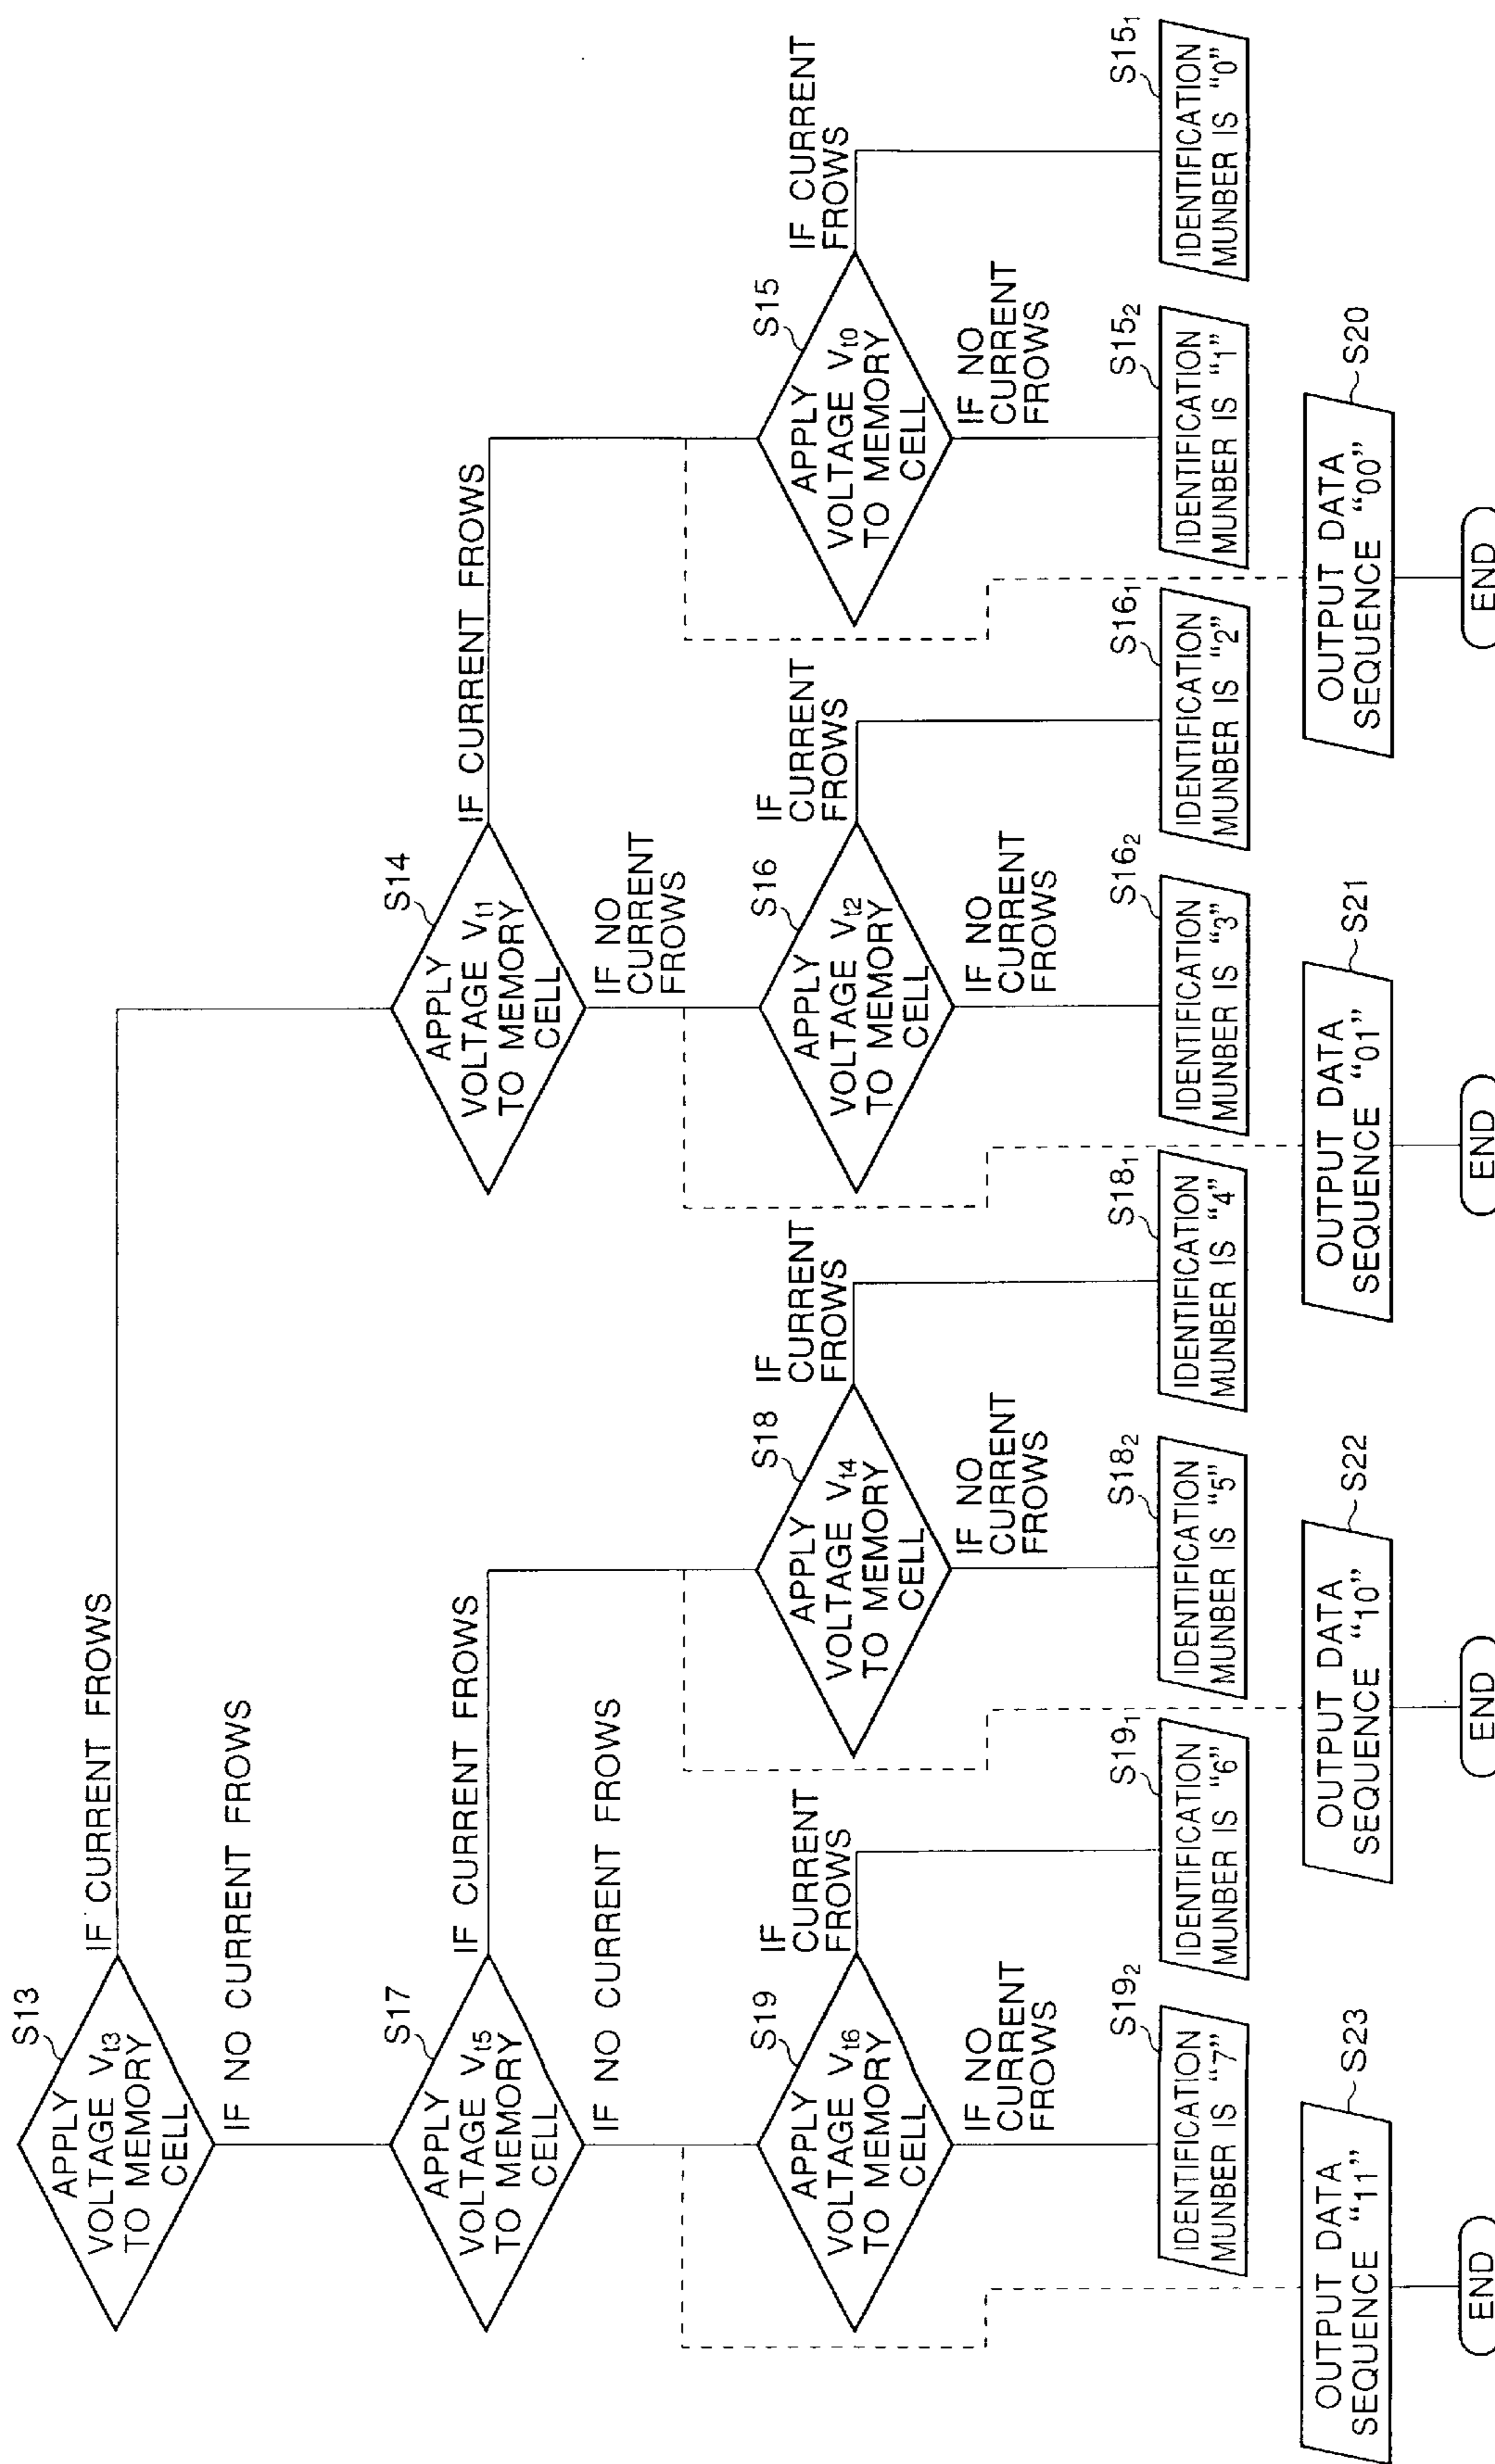 S13
APPLY
VOLTAGE Vt3
TO MEMORY
CELL
IF CURRENT FROWS
IF NO CURRENT FROWS
S17
APPLY
VOLTAGE Vt5
TO MEMORY
CELL
IF CURRENT FROWS
IF NO CURRENT FROWS
S14
APPLY
VOLTAGE Vt1
TO MEMORY
CELL
IF CURRENT FROWS
IF NO
CURRENT
FROWS
S19
APPLY
VOLTAGE Vt6
TO MEMORY
CELL
IF
CURRENT
FROWS
IF NO
CURRENT
FROWS
S18
APPLY
VOLTAGE Vt4
TO MEMORY
CELL
IF
CURRENT
FROWS
IF NO
CURRENT
FROWS
S16
APPLY
VOLTAGE Vt2
TO MEMORY
CELL
IF
CURRENT
FROWS
IF NO
CURRENT
FROWS
S15
APPLY
VOLTAGE Vt0
TO MEMORY
CELL
IF CURRENT
FROWS
IF NO
CURRENT
FROWS
S19₂
IDENTIFICATION
MUNBER IS "7"
S19₁
IDENTIFICATION
MUNBER IS "6"
S18₂
IDENTIFICATION
MUNBER IS "5"
S18₁
IDENTIFICATION
MUNBER IS "4"
S16₂
IDENTIFICATION
MUNBER IS "3"
S16₁
IDENTIFICATION
MUNBER IS "2"
S15₂
IDENTIFICATION
MUNBER IS "1"
S15₁
IDENTIFICATION
MUNBER IS "0"
S23
OUTPUT DATA
SEQUENCE "11"
END
S22
OUTPUT DATA
SEQUENCE "10"
END
S21
OUTPUT DATA
SEQUENCE "01"
END
S20
OUTPUT DATA
SEQUENCE "00"
END